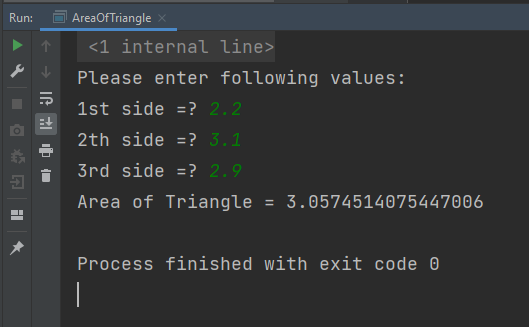 Run: AreaOfTriangle ×
<1 internal line>
Please enter following values:
1st side =? 2.2
2th side =? 3.1
3rd side =? 2.9
Area of Triangle = 3.0574514075447006
Process finished with exit code 0